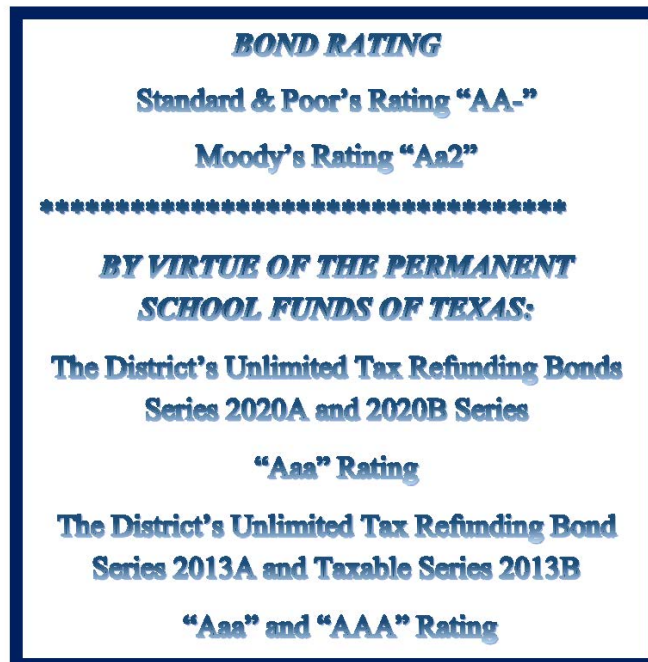 BOND RATING
Standard & Poor’s Rating “AA-”
Moody’s Rating “Aa2”
***********************************
BY VIRTUE OF THE PERMANENT
SCHOOL FUNDS OF TEXAS:
The District’s Unlimited Tax Refunding Bonds
Series 2020A and 2020B Series
“Aaa” Rating
The District’s Unlimited Tax Refunding Bond
Series 2013A and Taxable Series 2013B
“Aaa” and “AAA” Rating